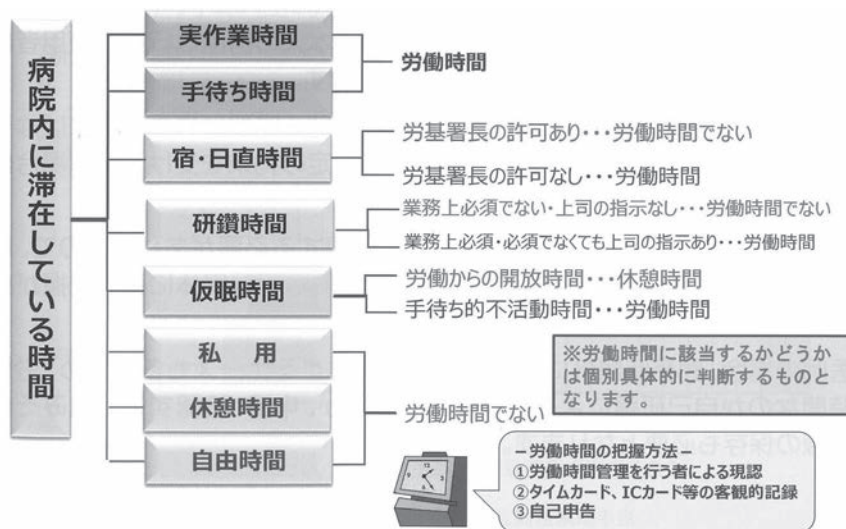 病院内に滞在している時間
実作業時間
手待ち時間
労働時間
宿・日直時間
労基署長の許可あり・・・労働時間でない
労基署長の許可なし・・・労働時間
研鑽時間
業務上必須でない・上司の指示なし・・・労働時間でない
業務上必須・必須でなくても上司の指示あり・・・労働時間
仮眠時間
労働からの開放時間・・・休憩時間
手待ち的不活動時間・・・労働時間
私　用
休憩時間
自由時間
労働時間でない
※労働時間に該当するかどうか
は個別具体的に判断するものと
なります。
－労働時間の把握方法－
①労働時間管理を行う者による現認
②タイムカード、ICカード等の客観的記録
③自己申告